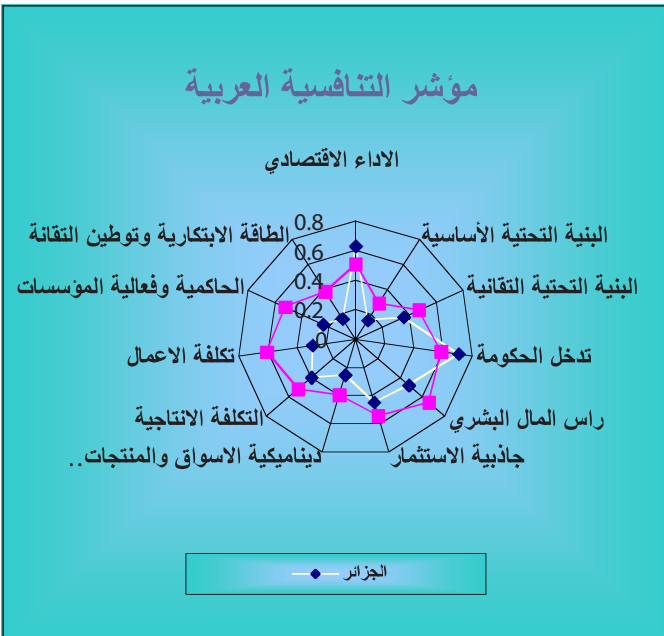 مؤشر التنافسية العربية
الاداء الاقتصادي
البنية التحتية الأساسية
البنية التحتية التقانية
تدخل الحكومة
راس المال البشري
جاذبية الاستثمار
ديناميكية الاسواق والمنتجات..
التكلفة الانتاجية
تكلفة الاعمال
الحاكمية وفعالية المؤسسات
الطاقة الابتكارية وتوطين التقانة
0.8
0.6
0.4
0.2
0
الجزائر